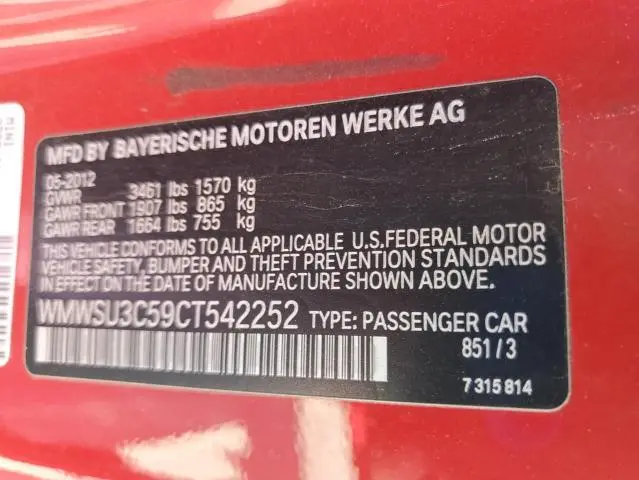 MFD BY BAYERISCHE MOTOREN WERKE AG
05-2012
GVWR 3461 lbs 1570 kg
GAWR FRONT 1907 lbs 865 kg
GAWR REAR 1664 lbs 755 kg
THIS VEHICLE CONFORMS TO ALL APPLICABLE U.S.FEDERAL MOTOR
VEHICLE SAFETY, BUMPER AND THEFT PREVENTION STANDARDS
IN EFFECT ON THE DATE OF MANUFACTURE SHOWN ABOVE.
WMWSU3C59CT542252 TYPE: PASSENGER CAR
851 / 3
7 315 814
MINI